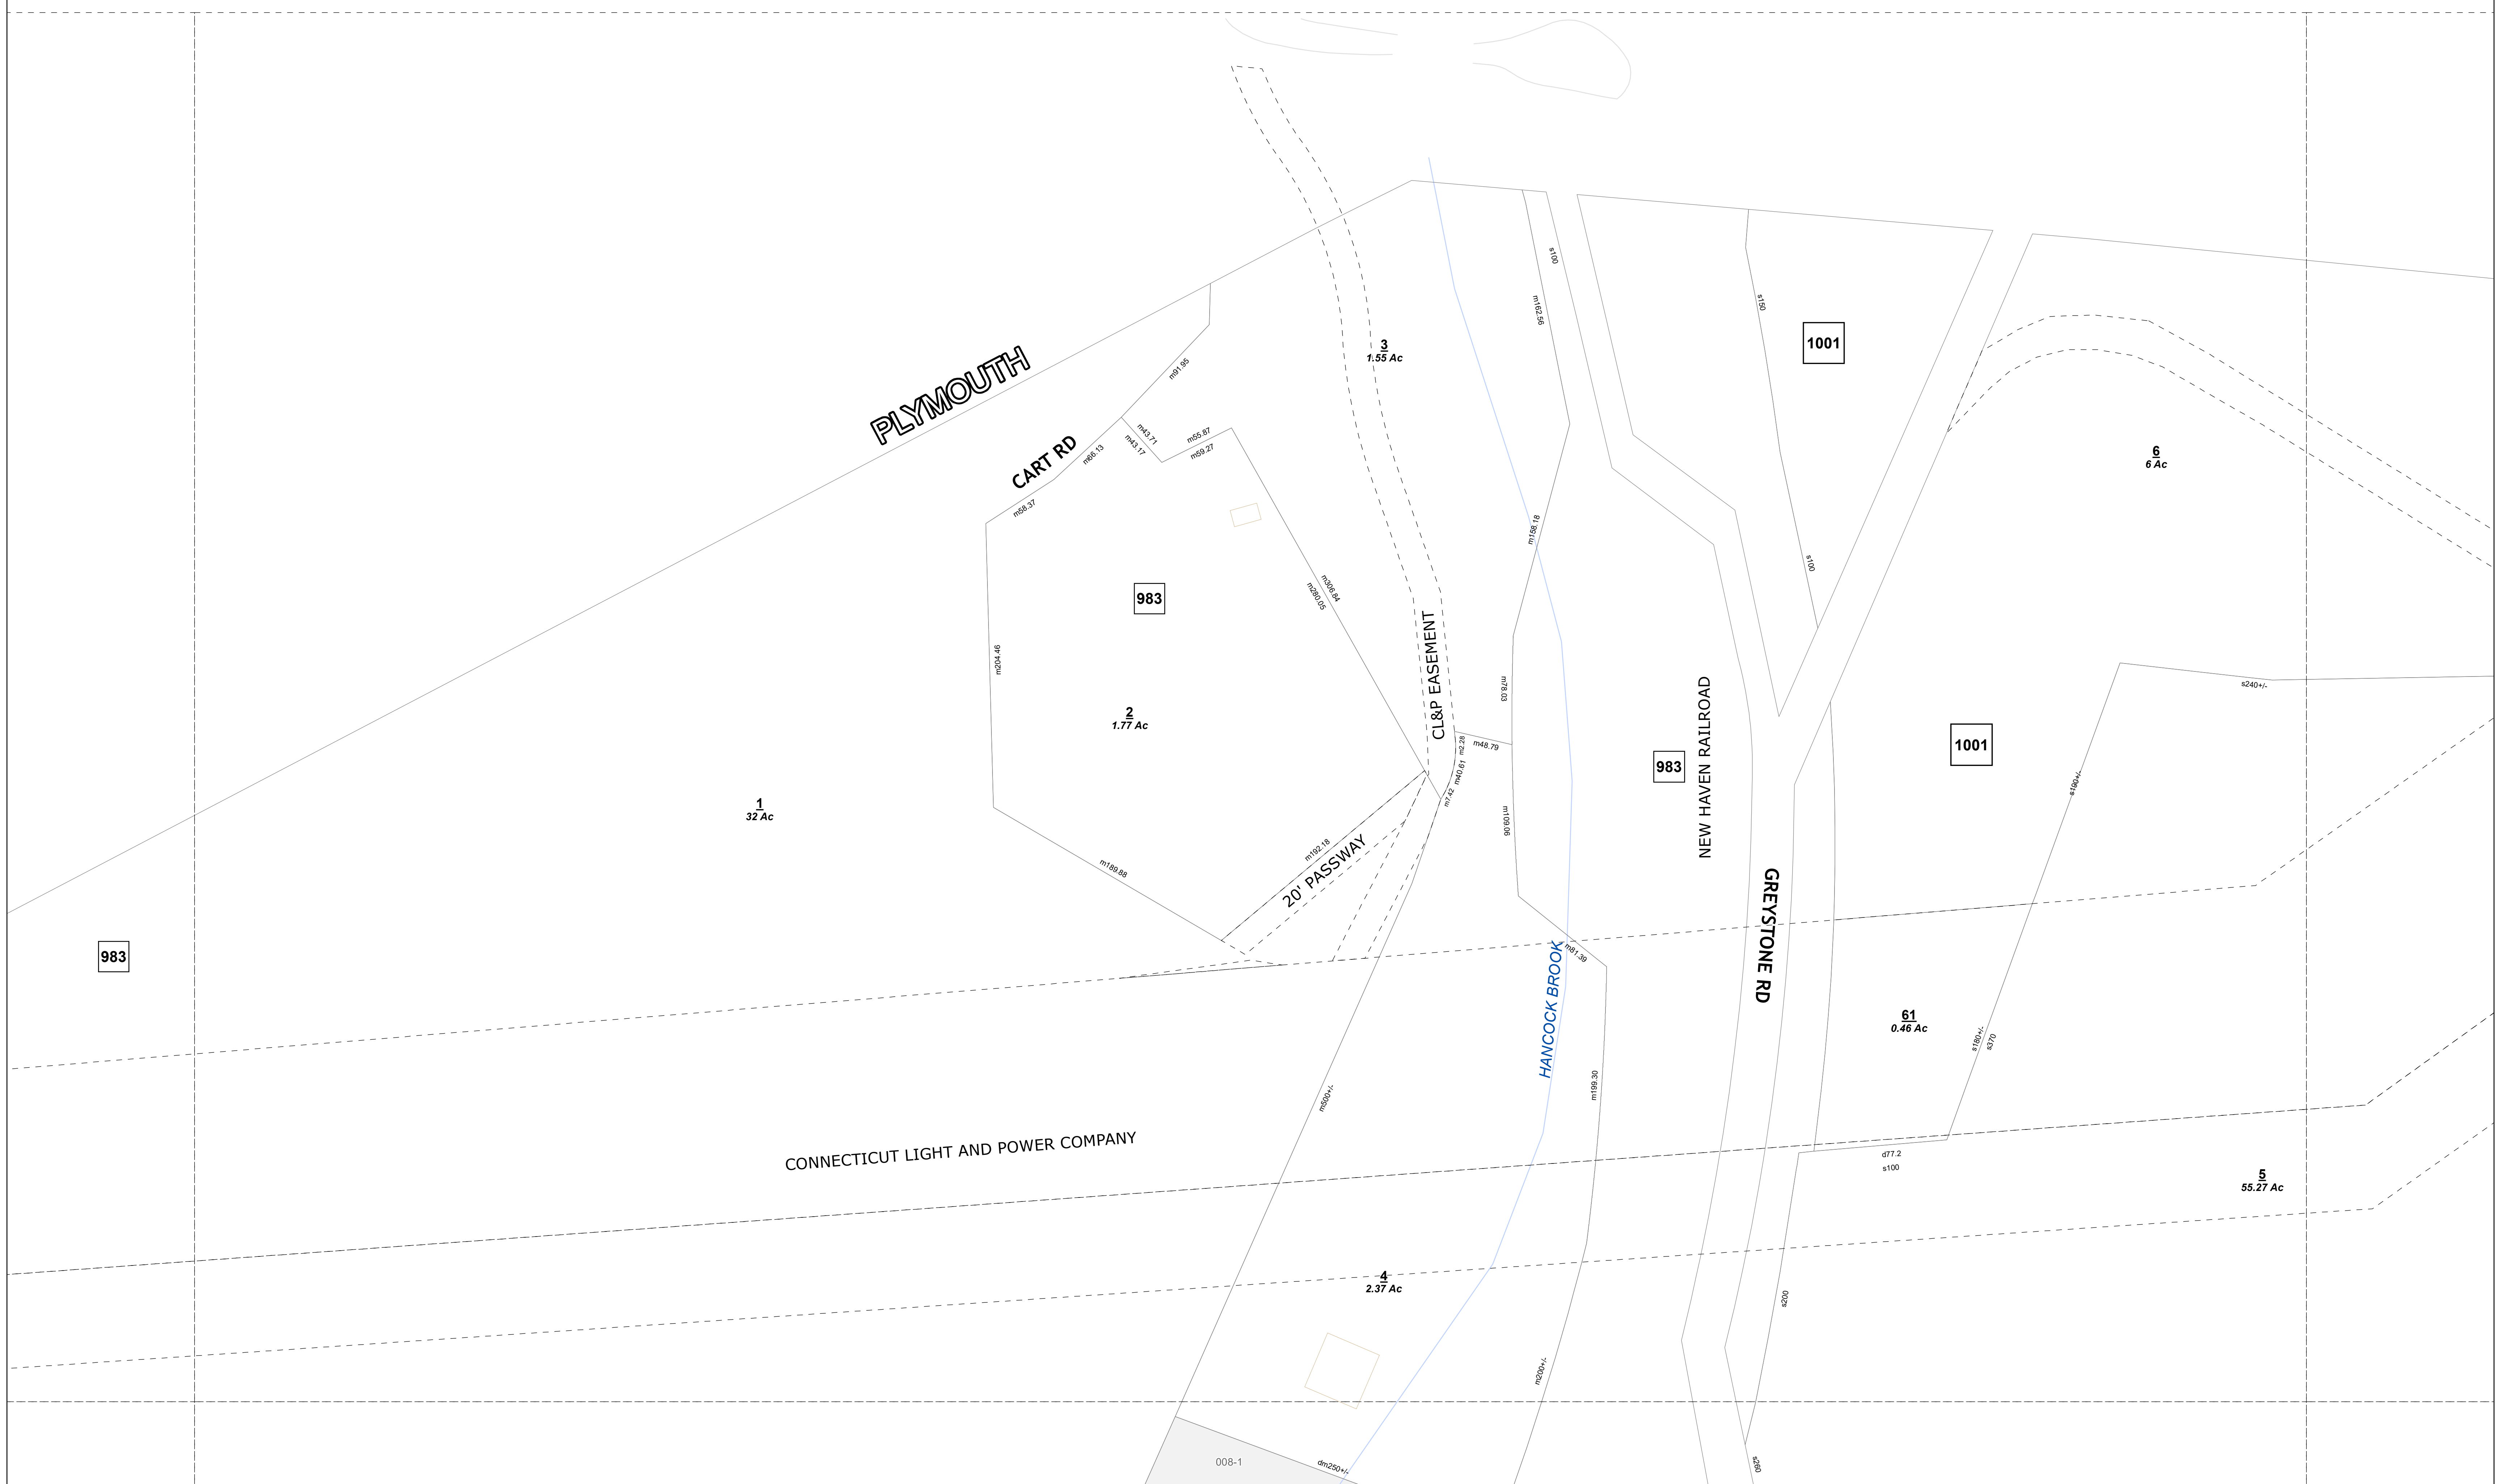 s100
m162.56
s150
1001
3
1.55 Ac
m91.95
PLYMOUTH
m43.71
m43.17
m55.87
m59.27
CART RD
m66.13
6
6 Ac
m58.37
m158.18
s100
983
m306.84
m280.05
m204.46
CL&P EASEMENT
m78.03
NEW HAVEN RAILROAD
s240+/-
2
1.77 Ac
m2.28
m48.79
1001
983
m40.61
m7.42
s190+/-
1
32 Ac
m109.06
m192.18
20' PASSWAY
m189.88
GREYSTONE RD
983
m81.39
HANCOCK BROOK
61
0.46 Ac
s180+/-
s370
m199.30
m500+/-
CONNECTICUT LIGHT AND POWER COMPANY
d77.2
s100
5
55.27 Ac
4
2.37 Ac
s200
m200+/-
008-1
dm250+/-
s260